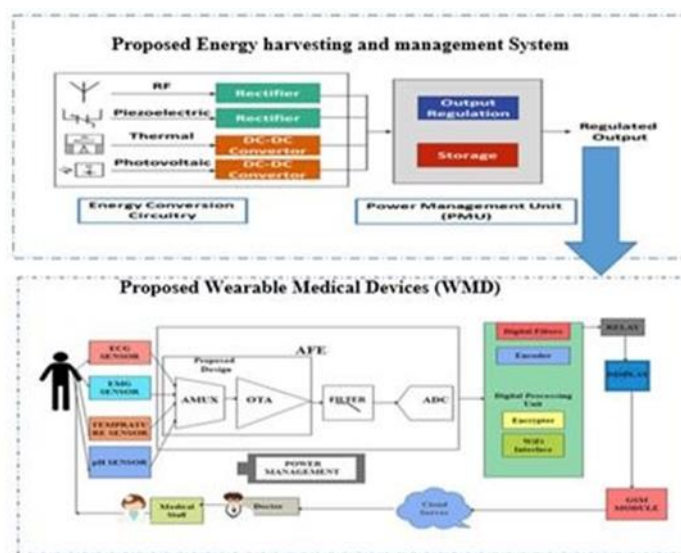 Proposed Energy harvesting and management System
RF
Rectifier
Piezoelectric
Rectifier
Thermal
DC-DC
Convertor
Photovoltaic
DC-DC
Convertor
Output
Regulation
Storage
Regulated
Output
Energy Conversion
Circuitry
Power Management Unit
(PMU)
Proposed Wearable Medical Devices (WMD)
AFE
Proposed
Design
ECG
SENSOR
EMG
SENSOR
TEMPRATU
RE SENSOR
pH SENSOR
AMUX
OTA
FILTER
ADC
Digital Filters
Encoder
Digital Processing
Unit
Encryptor
WiFi
Interface
RELAY
DISPLAY
GSM
MODULE
POWER
MANAGEMENT
Cloud
Server
Doctor
Medical
Staff